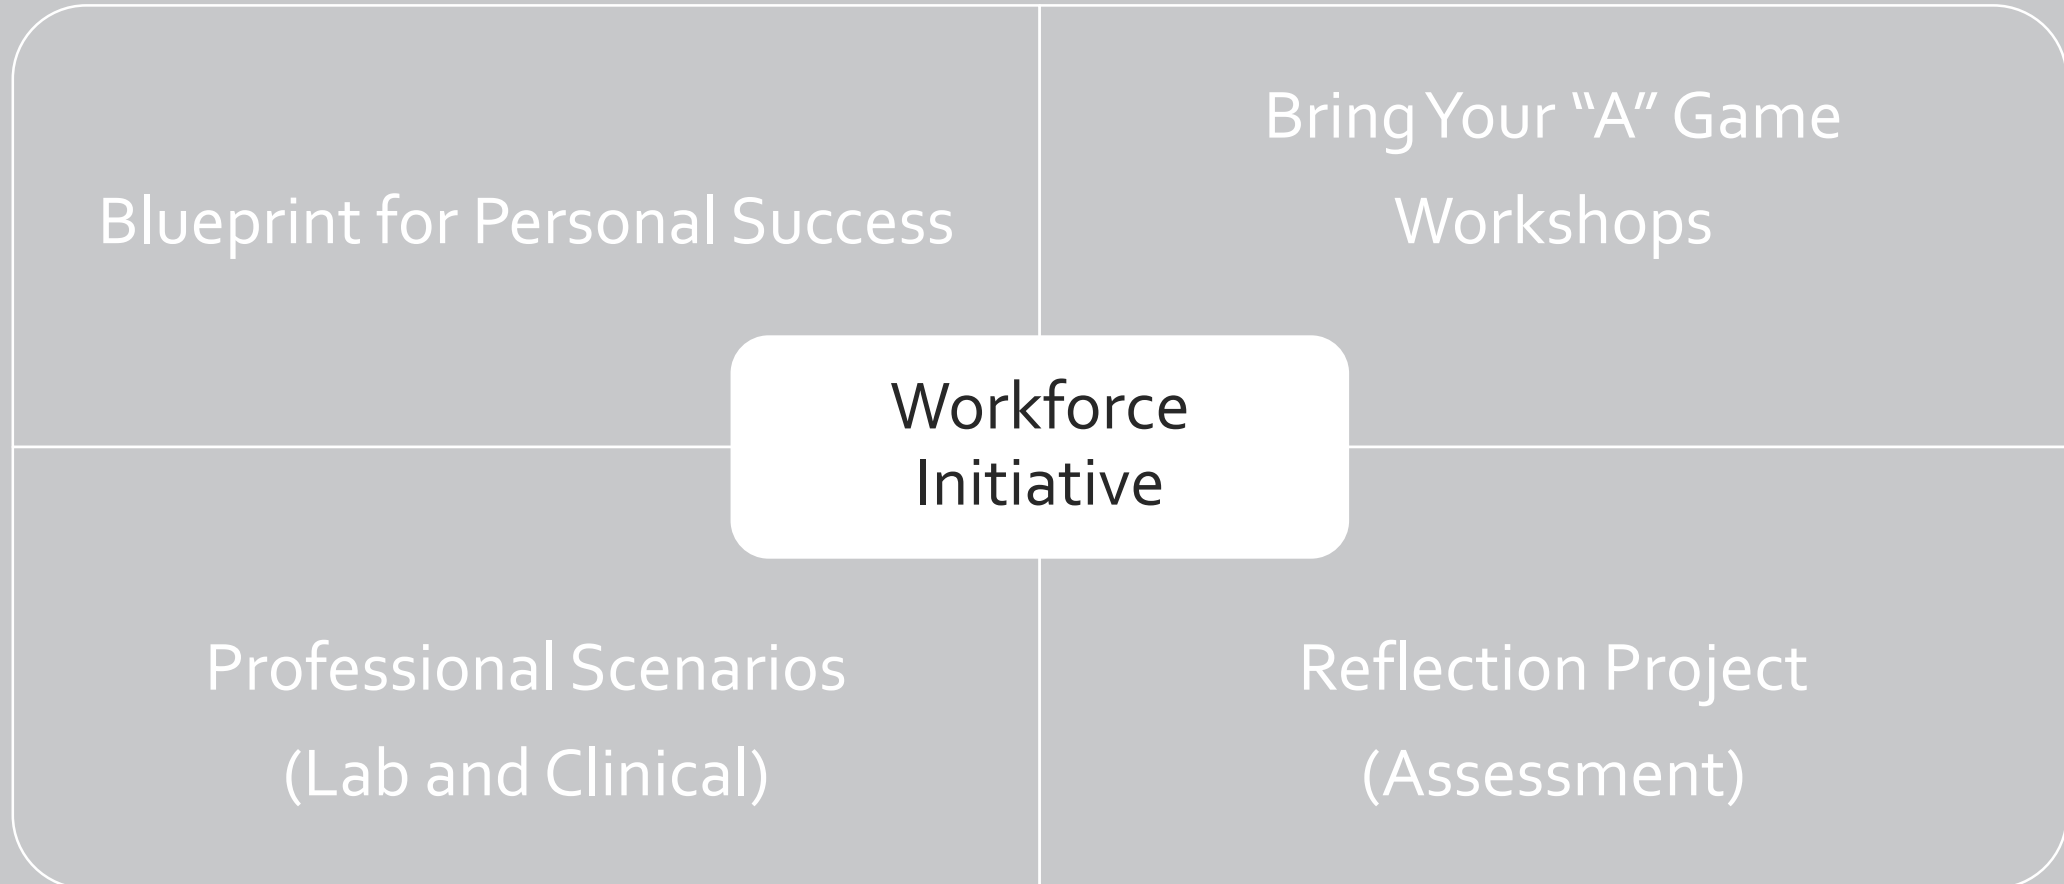 Blueprint for Personal Success
Bring Your “A” Game
Workshops
Workforce
Initiative
Professional Scenarios
(Lab and Clinical)
Reflection Project
(Assessment)